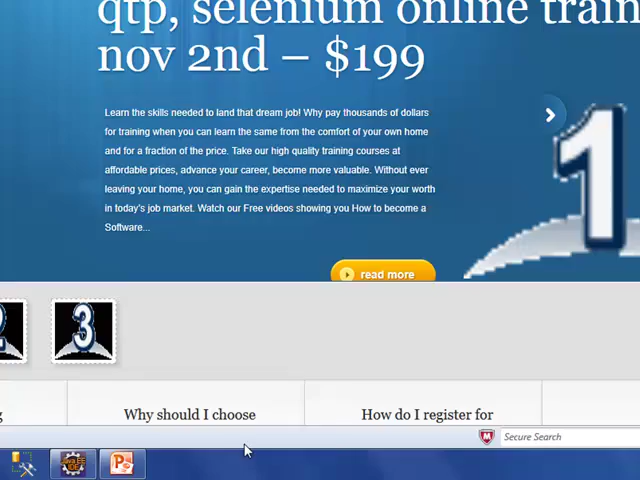 qtp, selenium online train
nov 2nd – $199
Learn the skills needed to land that dream job! Why pay thousands of dollars
for training when you can learn the same from the comfort of your own home
and for a fraction of the price. Take our high quality training courses at
affordable prices, advance your career, become more valuable. Without ever
leaving your home, you can gain the expertise needed to maximize your worth
in today's job market. Watch our Free videos showing you How to become a
Software...
1
read more
2
3
g
Why should I choose
How do I register for
Secure Search
Java EE
IDE